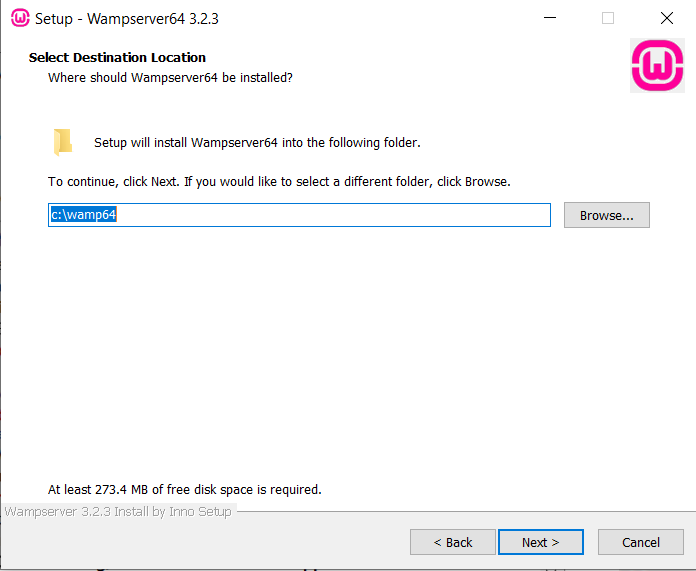 Setup - Wampserver64 3.2.3
Select Destination Location
Where should Wampserver64 be installed?
Setup will install Wampserver64 into the following folder.
To continue, click Next. If you would like to select a different folder, click Browse.
c:\wamp64
Browse...
At least 273.4 MB of free disk space is required.
Wampserver 3.2.3 Install by Inno Setup
< Back
Next >
Cancel